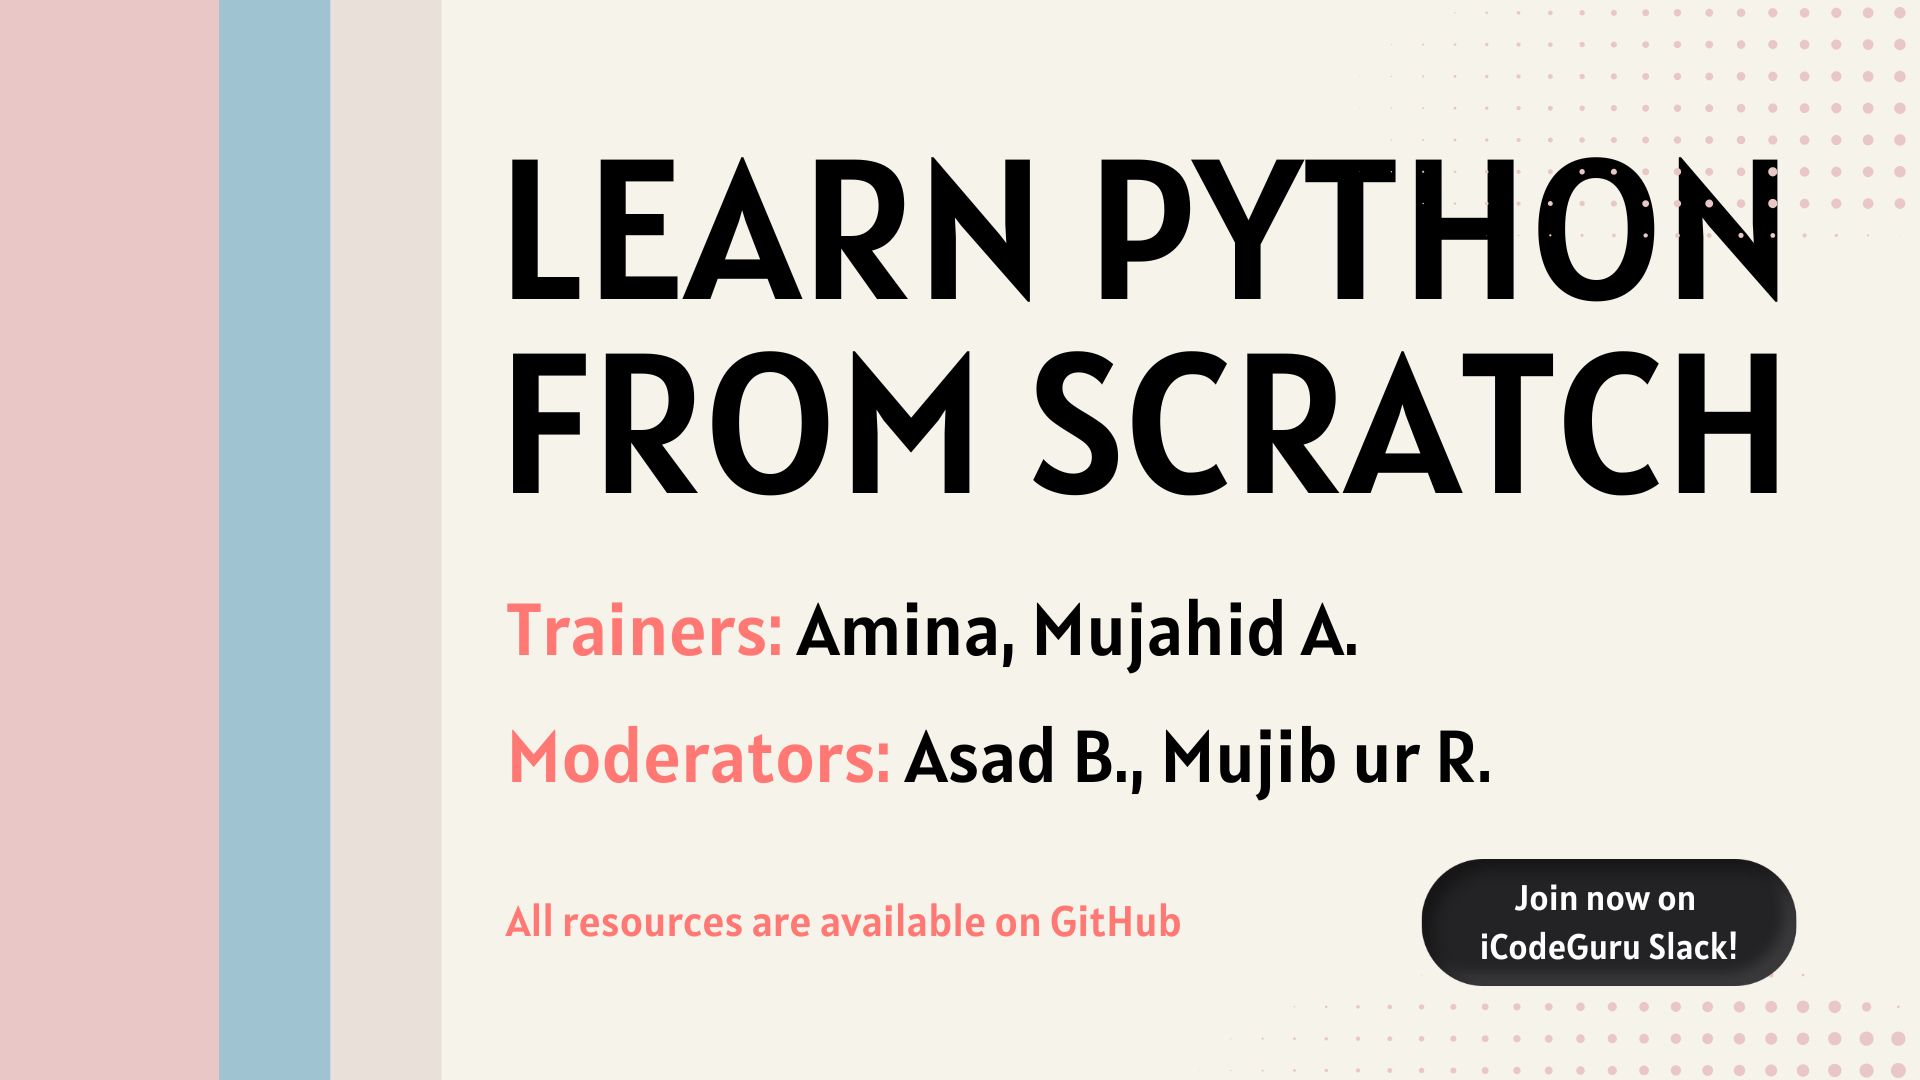 LEARN PYTHON
FROM SCRATCH
Trainers: Amina, Mujahid A.
Moderators: Asad B., Mujib ur R.
All resources are available on GitHub
Join now on
iCodeGuru Slack!